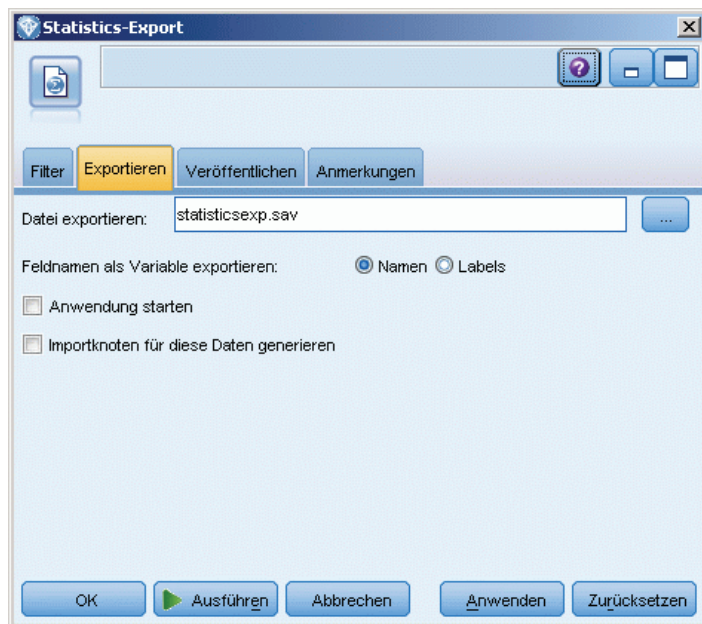 Statistics-Export
Filter Exportieren Veröffentlichen Anmerkungen
Datei exportieren: statisticsexp.sav ...
Feldnamen als Variable exportieren: Namen Labels
Anwendung starten
Importknoten für diese Daten generieren
OK Ausführen Abbrechen Anwenden Zurücksetzen